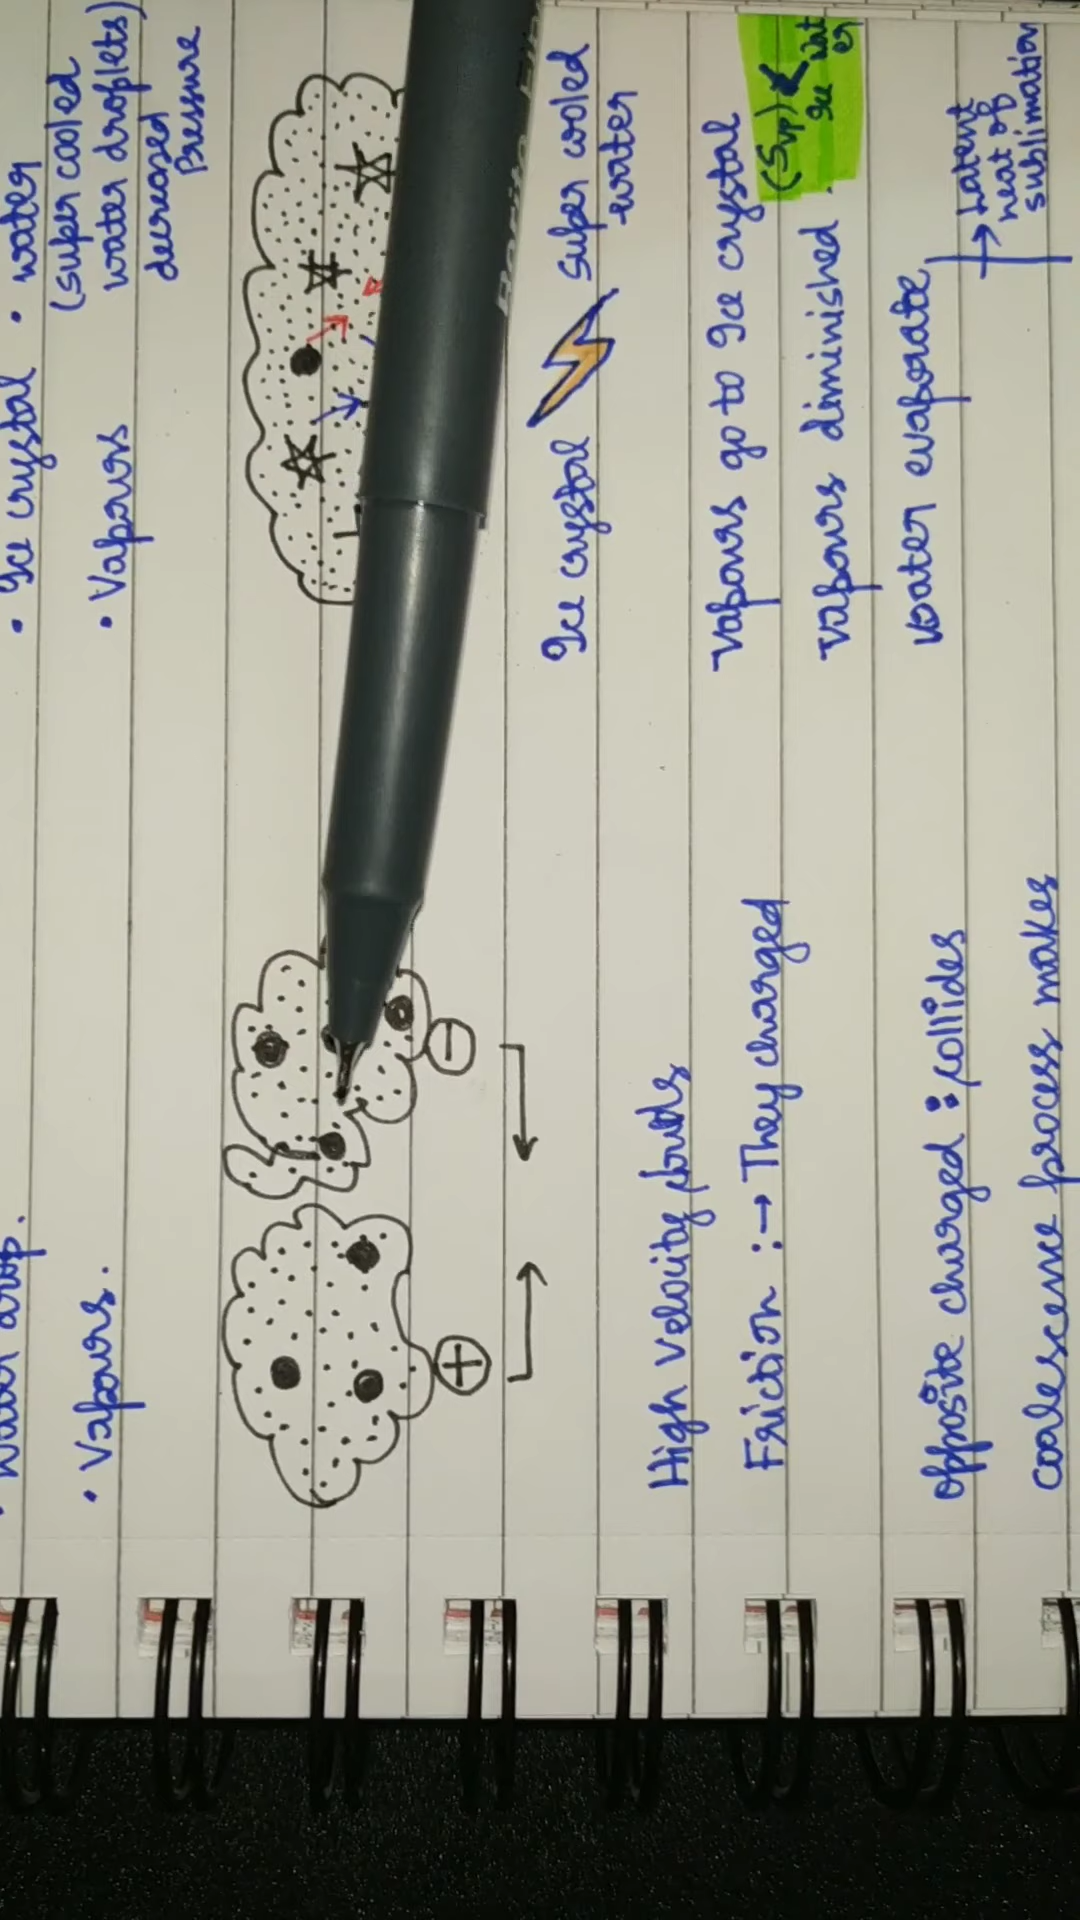 Vapours.
High Velocity clouds
Friction :→ They charged
opposite charged : collides
coalescence process makes
Ice crystal • water
(super cooled
water droplets)
decreased
Pressure
• Vapours
Ice crystal super cooled
water
Vapours go to Ice crystal
(Svp) Ice < Water
Vapours diminished.
water evaporate
→ Latent
heat of
sublimation
−
+